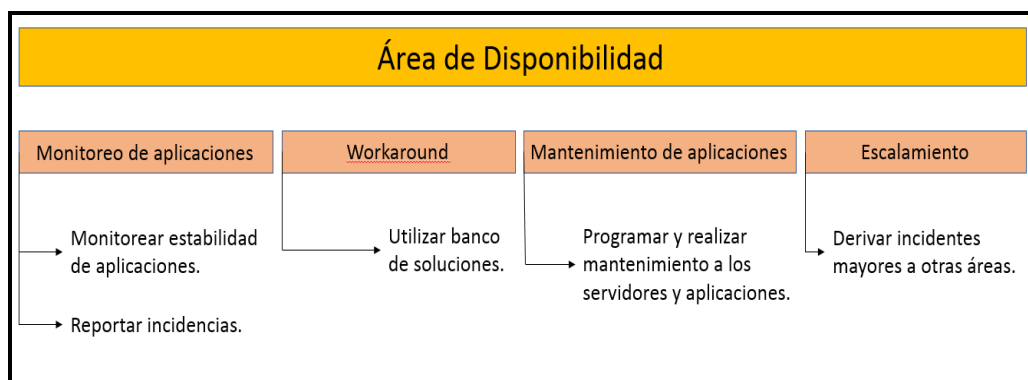 Área de Disponibilidad
Monitoreo de aplicaciones
Monitorear estabilidad
de aplicaciones.
Reportar incidencias.
Workaround
Utilizar banco
de soluciones.
Mantenimiento de aplicaciones
Programar y realizar
mantenimiento a los
servidores y aplicaciones.
Escalamiento
Derivar incidentes
mayores a otras áreas.